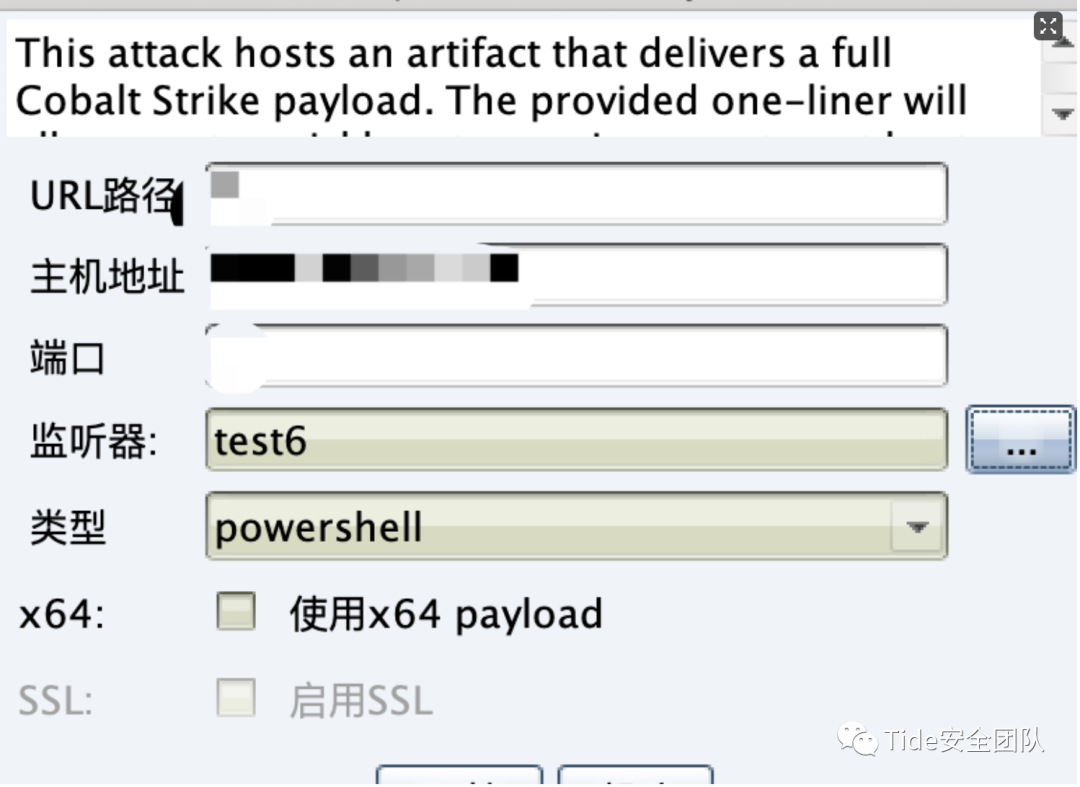 This attack hosts an artifact that delivers a full
Cobalt Strike payload. The provided one-liner will
URL路径
主机地址
端口
监听器:
test6
...
类型
powershell
x64:
使用x64 payload
SSL:
启用SSL
Tide安全团队